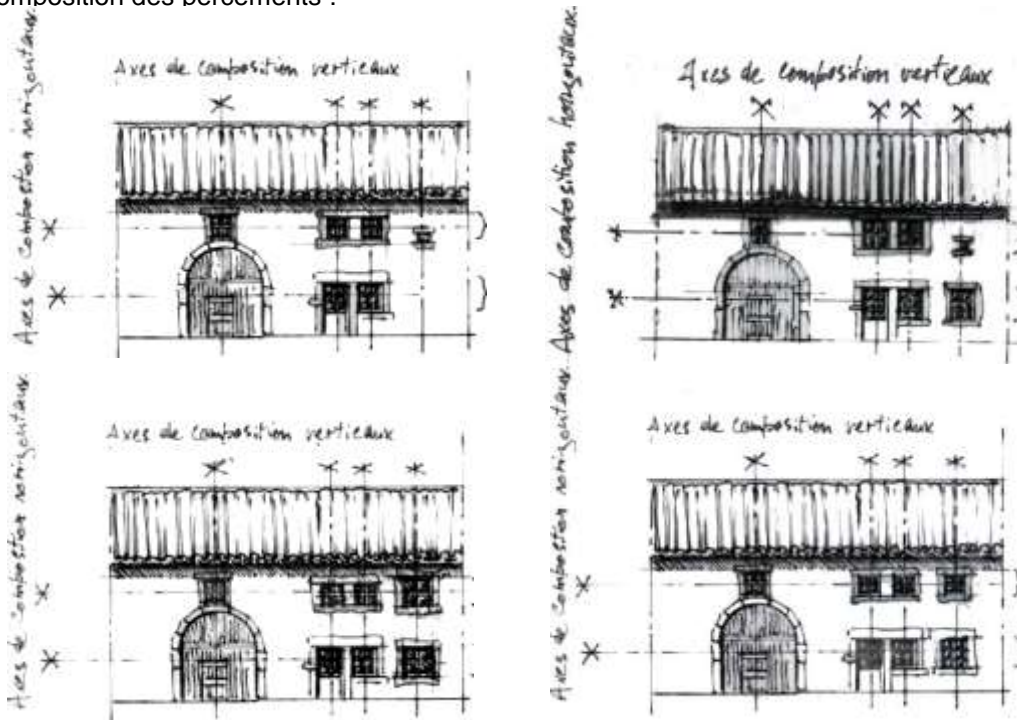 omposition des percements :
Axes de composition horizontaux.
Axes de composition verticaux
Axes de composition horizontaux.
Axes de composition verticaux
Axes de composition horizontaux.
Axes de composition verticaux
Axes de composition horizontaux.
Axes de composition verticaux